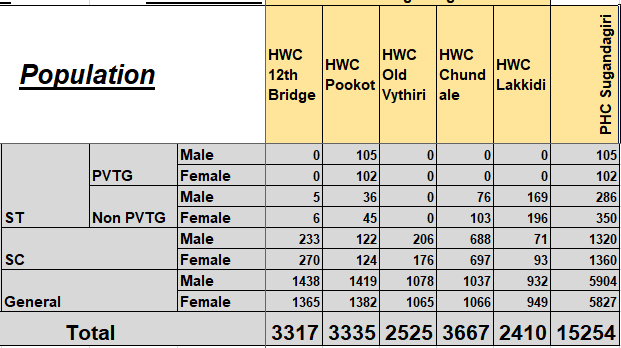 Population HWC 12th Bridge HWC Pookot HWC Old Vythiri HWC Chund ale HWC Lakkidi PHC Sugandagiri
ST PVTG Male 0 105 0 0 0 105
Female 0 102 0 0 0 102
Non PVTG Male 5 36 0 76 169 286
Female 6 45 0 103 196 350
SC Male 233 122 206 688 71 1320
Female 270 124 176 697 93 1360
General Male 1438 1419 1078 1037 932 5904
Female 1365 1382 1065 1066 949 5827
Total 3317 3335 2525 3667 2410 15254